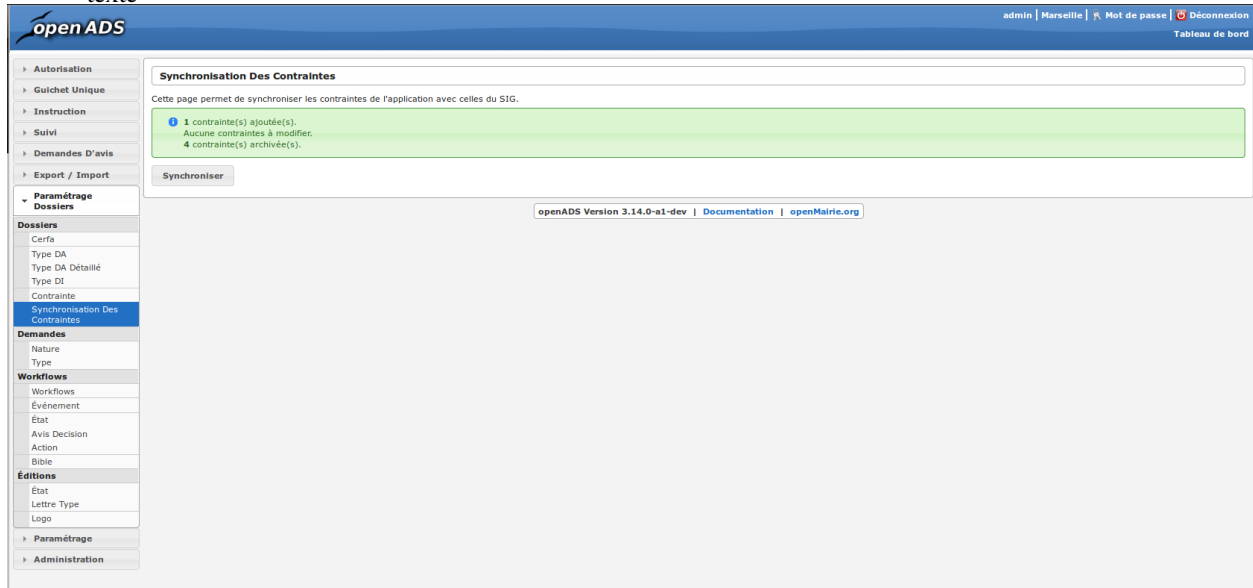 texte
openADS
admin | Marseille | Mot de passe | Déconnexion
Tableau de bord
Autorisation
Guichet Unique
Instruction
Suivi
Demandes D'avis
Export / Import
Paramétrage
Dossiers
Dossiers
Cerfa
Type DA
Type DA Détaillé
Type DI
Contrainte
Synchronisation Des
Contraintes
Demandes
Nature
Type
Workflows
Workflows
Événement
État
Avis Decision
Action
Bible
Éditions
État
Lettre Type
Logo
Paramétrage
Administration
Synchronisation Des Contraintes
Cette page permet de synchroniser les contraintes de l'application avec celles du SIG.
1 contrainte(s) ajoutée(s).
Aucune contraintes à modifier.
4 contrainte(s) archivée(s).
Synchroniser
openADS Version 3.14.0-a1-dev | Documentation | openMairie.org